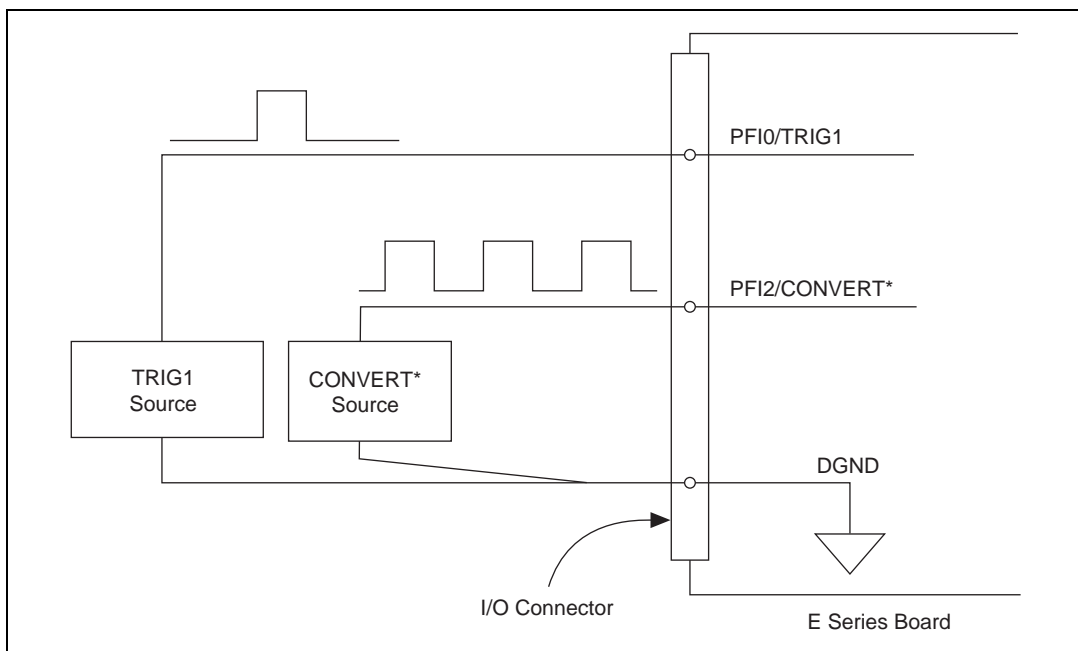 PFI0/TRIG1
PFI2/CONVERT*
TRIG1
Source
CONVERT*
Source
DGND
I/O Connector
E Series Board